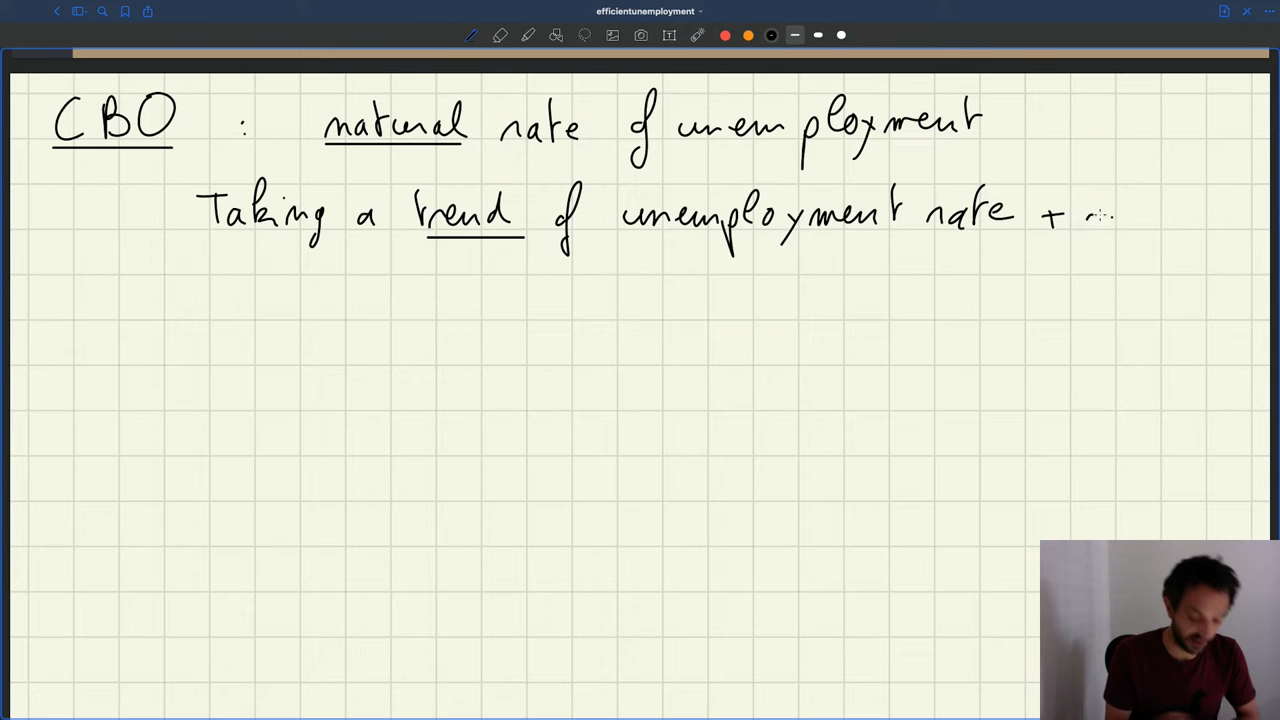 efficientunemployment
CBO : natural rate of unemployment
Taking a trend of unemployment rate +